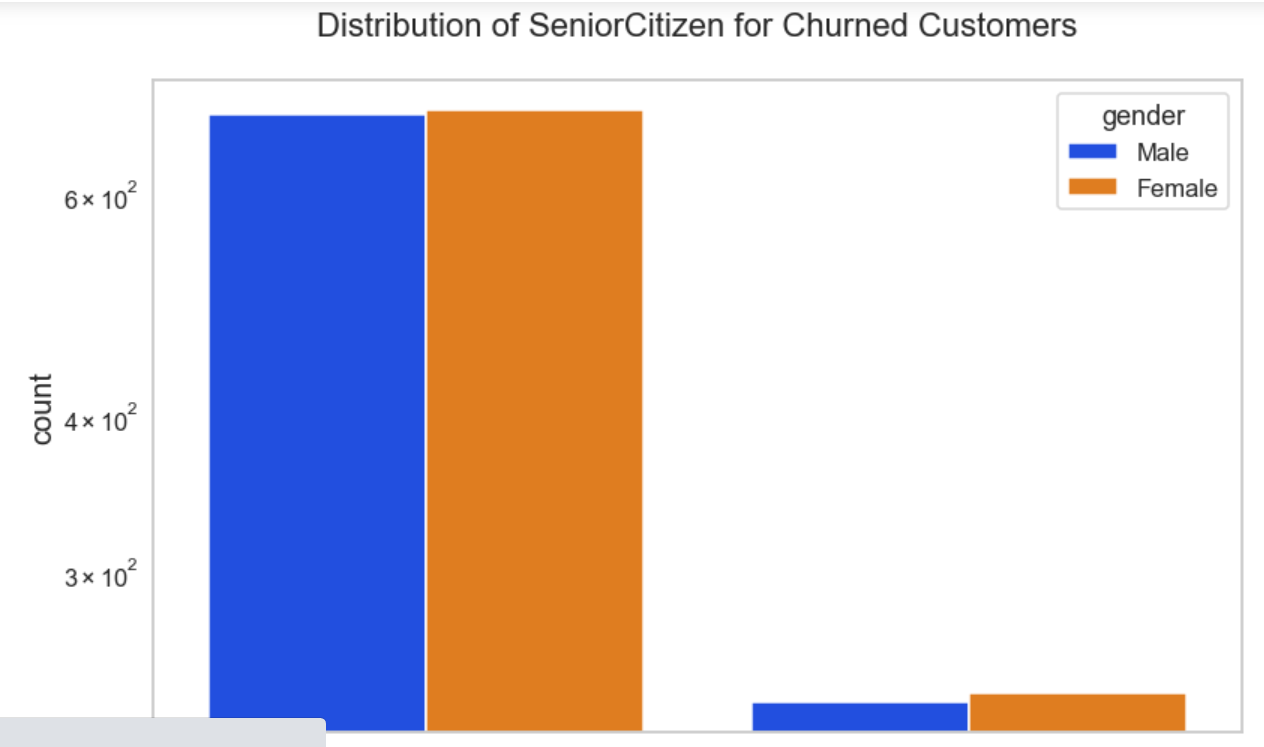 Distribution of SeniorCitizen for Churned Customers
gender
Male
Female
6 × 10²
4 × 10²
3 × 10²
count